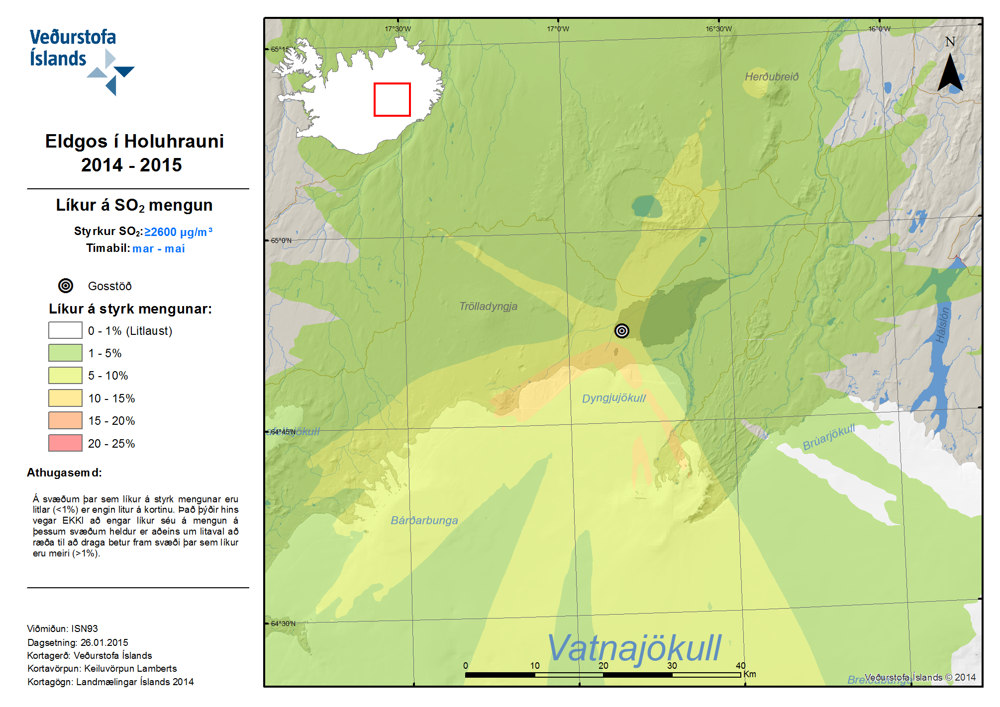 Veðurstofa
Íslands
Eldgos í Holuhrauni
2014 - 2015
Líkur á SO₂ mengun
Styrkur SO₂: ≥2600 µg/m³
Tímabil: mar - maí
Gosstöð
Líkur á styrk mengunar:
0 - 1% (Litlaust)
1 - 5%
5 - 10%
10 - 15%
15 - 20%
20 - 25%
Athugasemd:
Á svæðum þar sem líkur á styrk mengunar eru
litlar (<1%) er engin litur á kortinu. Það þýðir hins
vegar EKKI að engar líkur séu á mengun á
þessum svæðum heldur er aðeins um litaval að
ræða til að draga betur fram svæði þar sem líkur
eru meiri (>1%).
Viðmiðun: ISN93
Dagsetning: 26.01.2015
Kortagerð: Veðurstofa Íslands
Kortavörpun: Keiluvörpun Lamberts
Kortagögn: Landmælingar Íslands 2014
17°30'W
17°0'W
16°30'W
16°0'W
N
65°15'N
Herðubreið
65°0'N
Trölladyngja
Hálslón
Dyngjujökull
64°45'N
afellsjökull
Brúarjökull
Bárðarbunga
64°30'N
Vatnajökull
0 10 20 30 40
Km
Breiðabunga
Veðurstofa Íslands © 2014